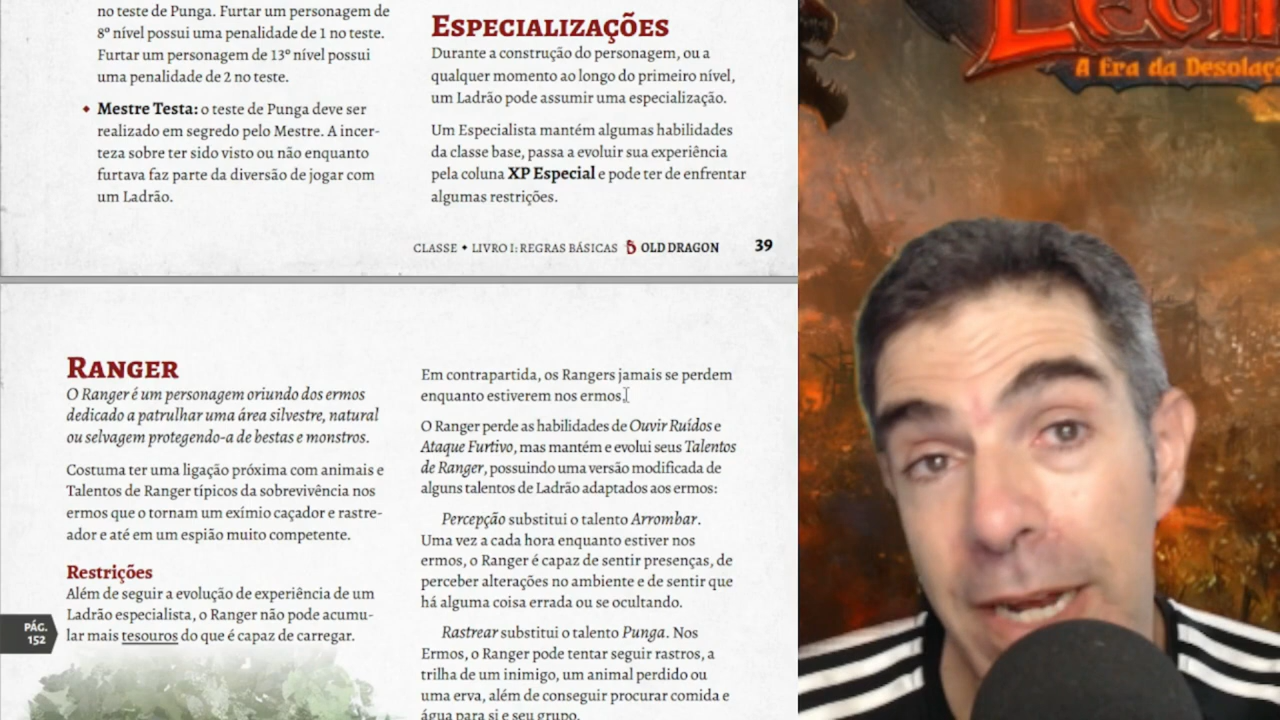 no teste de Punga. Furtar um personagem de
8º nível possui uma penalidade de 1 no teste.
Furtar um personagem de 13º nível possui
uma penalidade de 2 no teste.
Mestre Testa: o teste de Punga deve ser
realizado em segredo pelo Mestre. A incer-
teza sobre ter sido visto ou não enquanto
furtava faz parte da diversão de jogar com
um Ladrão.
Especializações
Durante a construção do personagem, ou a
qualquer momento ao longo do primeiro nível,
um Ladrão pode assumir uma especialização.
Um Especialista mantém algumas habilidades
da classe base, passa a evoluir sua experiência
pela coluna XP Especial e pode ter de enfrentar
algumas restrições.
CLASSE • LIVRO I: REGRAS BÁSICAS OLD DRAGON 39
Ranger
O Ranger é um personagem oriundo dos ermos
dedicado a patrulhar uma área silvestre, natural
ou selvagem protegendo-a de bestas e monstros.
Costuma ter uma ligação próxima com animais e
Talentos de Ranger típicos da sobrevivência nos
ermos que o tornam um exímio caçador e rastre-
ador e até em um espião muito competente.
Restrições
Além de seguir a evolução de experiência de um
Ladrão especialista, o Ranger não pode acumu-
lar mais tesouros do que é capaz de carregar.
PÁG.
152
Em contrapartida, os Rangers jamais se perdem
enquanto estiverem nos ermos.
O Ranger perde as habilidades de Ouvir Ruídos e
Ataque Furtivo, mas mantém e evolui seus Talentos
de Ranger, possuindo uma versão modificada de
alguns talentos de Ladrão adaptados aos ermos:
Percepção substitui o talento Arrombar.
Uma vez a cada hora enquanto estiver nos
ermos, o Ranger é capaz de sentir presenças, de
perceber alterações no ambiente e de sentir que
há alguma coisa errada ou se ocultando.
Rastrear substitui o talento Punga. Nos
Ermos, o Ranger pode tentar seguir rastros, a
trilha de um inimigo, um animal perdido ou
uma erva, além de conseguir procurar comida e
água para si e seu grupo.
A Era da Desolaç